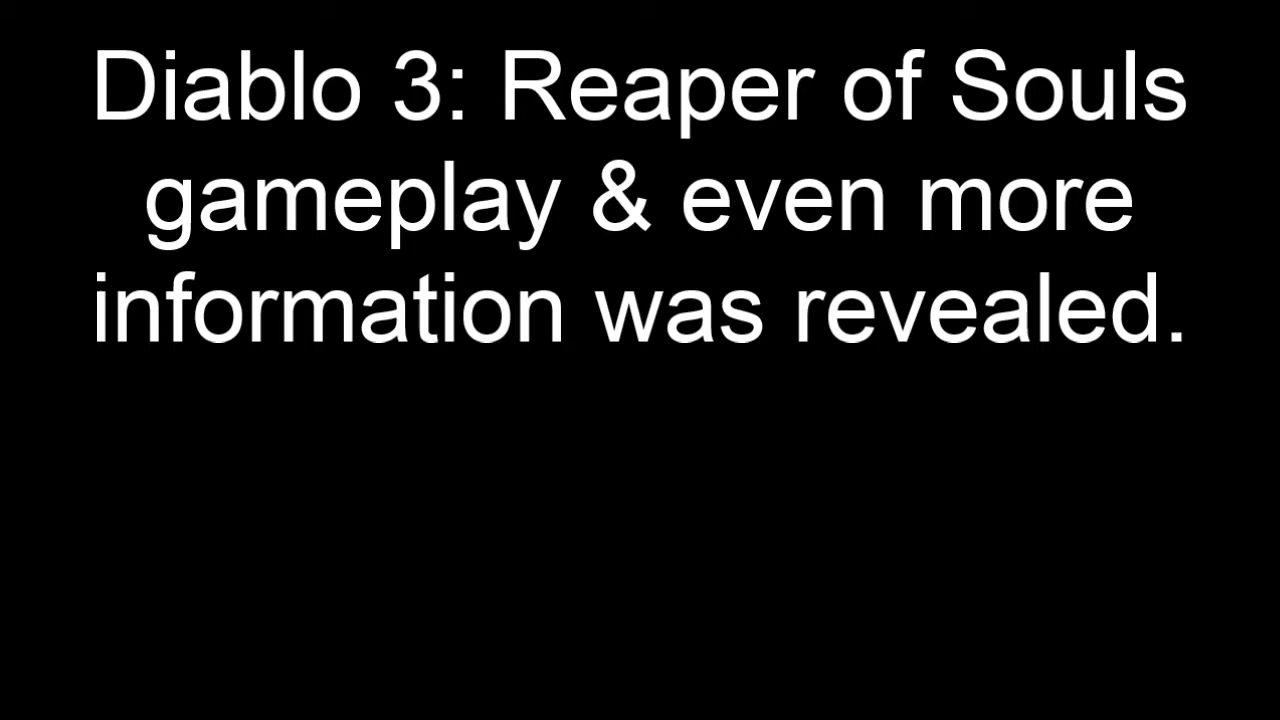 Diablo 3: Reaper of Souls
gameplay & even more
information was revealed.